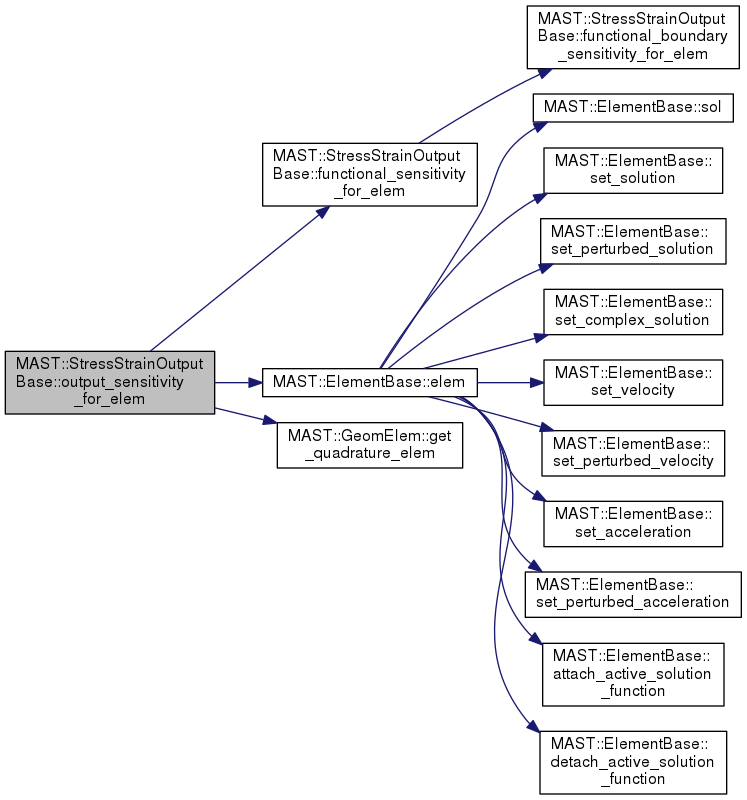 MAST::StressStrainOutput
Base::output_sensitivity
_for_elem
MAST::StressStrainOutput
Base::functional_sensitivity
_for_elem
MAST::ElementBase::elem
MAST::GeomElem::get
_quadrature_elem
MAST::StressStrainOutput
Base::functional_boundary
_sensitivity_for_elem
MAST::ElementBase::sol
MAST::ElementBase::
set_solution
MAST::ElementBase::
set_perturbed_solution
MAST::ElementBase::
set_complex_solution
MAST::ElementBase::
set_velocity
MAST::ElementBase::
set_perturbed_velocity
MAST::ElementBase::
set_acceleration
MAST::ElementBase::
set_perturbed_acceleration
MAST::ElementBase::
attach_active_solution
_function
MAST::ElementBase::
detach_active_solution
_function